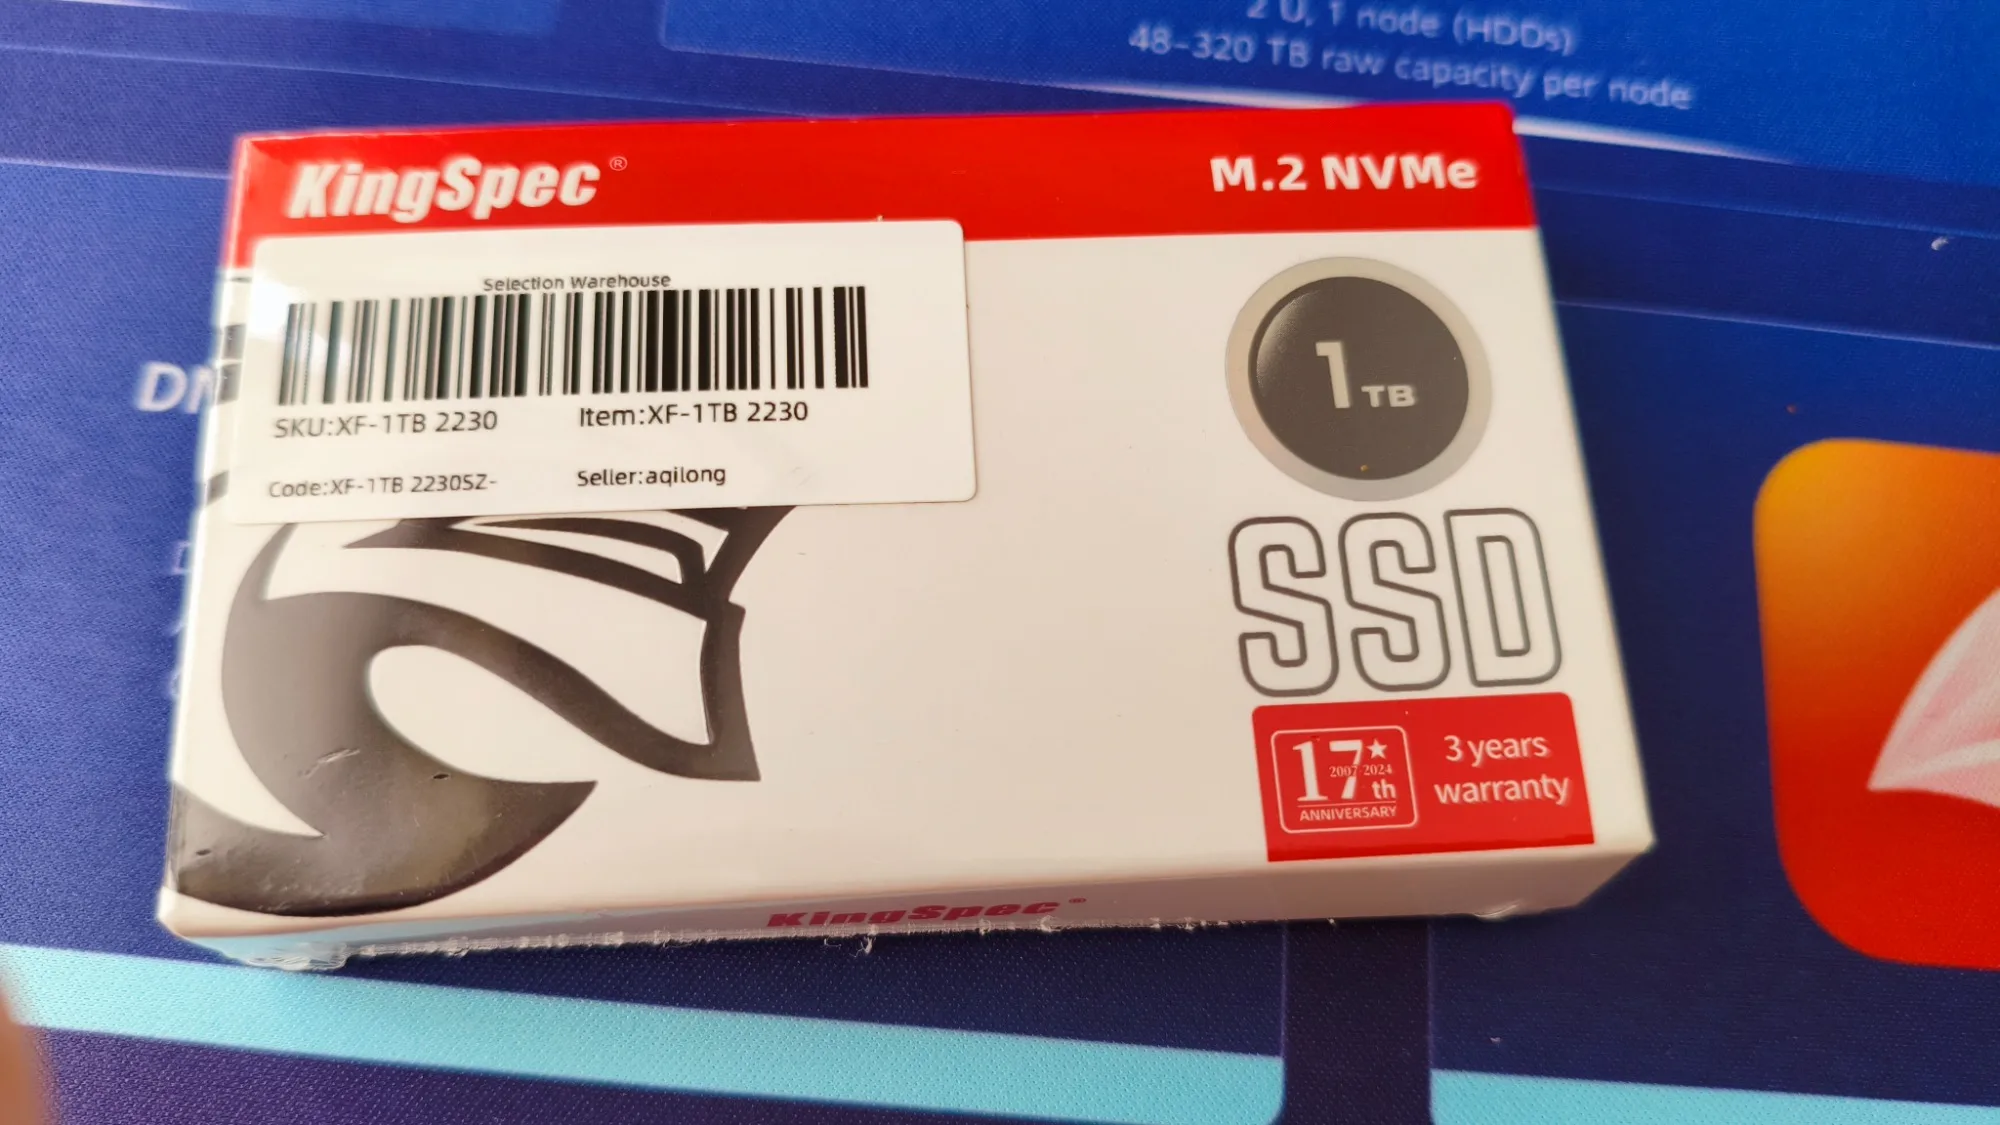 2 U, 1 node (HDDs)
48-320 TB raw capacity per node
KingSpec®
M.2 NVMe
Selection Warehouse
SKU:XF-1TB 2230
Item:XF-1TB 2230
Code:XF-1TB 2230SZ-
Seller:aqilong
1TB
SSD
17th
2007-2024
ANNIVERSARY
3 years
warranty
KingSpec®